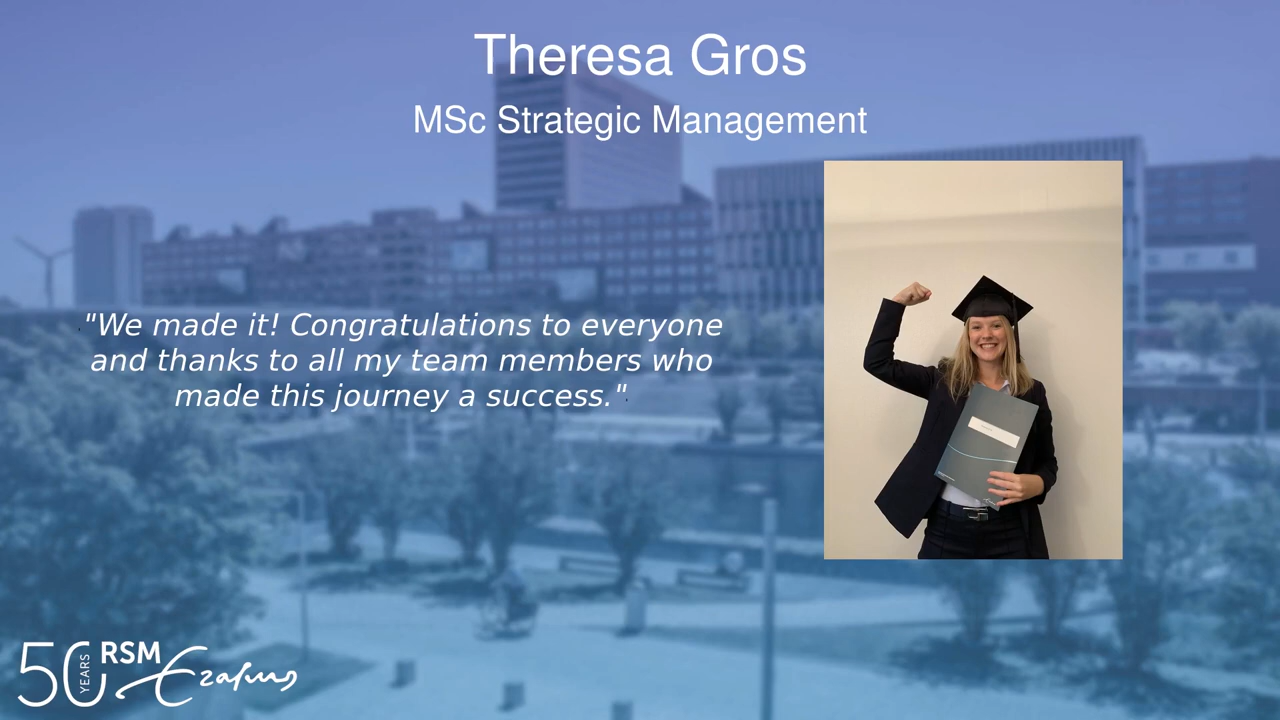 Theresa Gros
MSc Strategic Management
"We made it! Congratulations to everyone
and thanks to all my team members who
made this journey a success."
50 YEARS RSM Erasmus